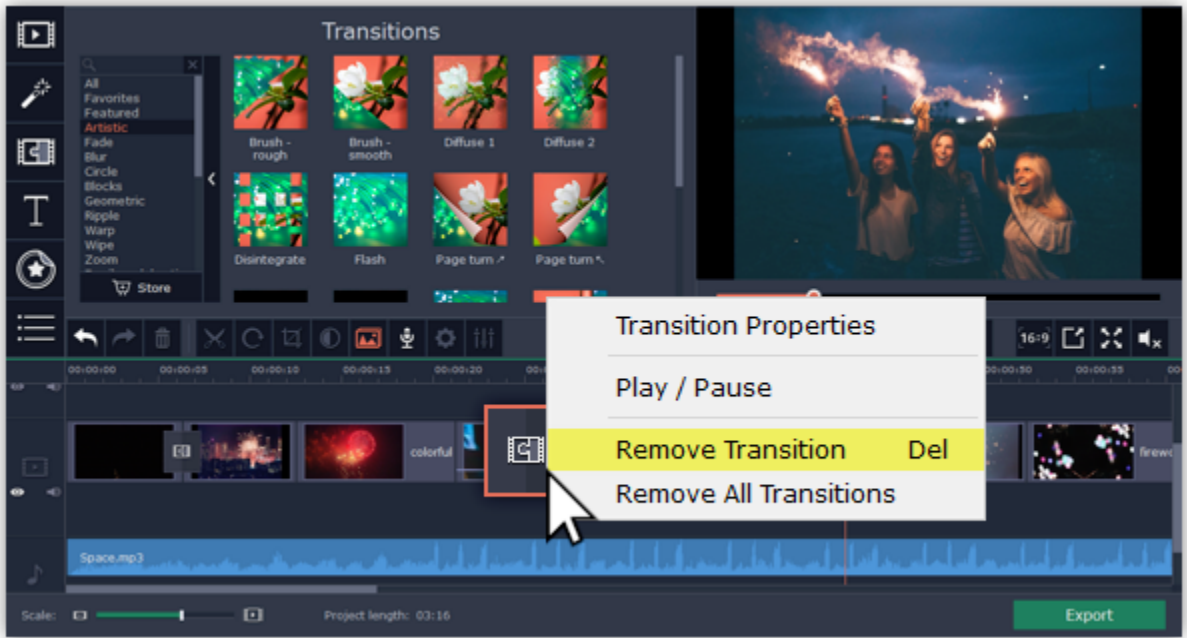 Transitions
All
Favorites
Featured
Artistic
Fade
Blur
Circle
Blocks
Geometric
Ripple
Warp
Wipe
Zoom
Store
Brush -
rough
Brush -
smooth
Diffuse 1
Diffuse 2
Disintegrate
Flash
Page turn ↗
Page turn ↖
Transition Properties
Play / Pause
Remove Transition Del
Remove All Transitions
16:9
00:00:00 00:00:05 00:00:10 00:00:15 00:00:20 00:00:50 00:00:55
colorful
Space.mp3
Scale:
Project length: 03:16
Export